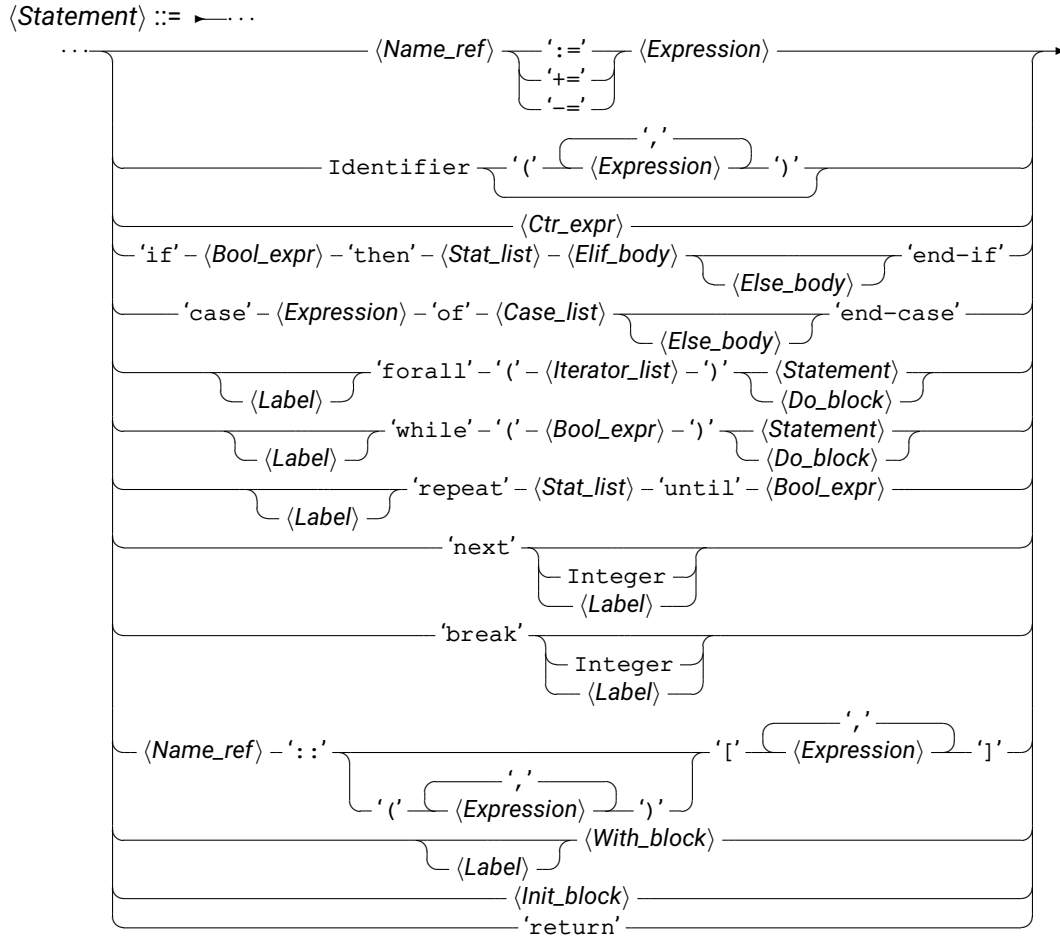 ⟨Statement⟩ ::= ...
... ⟨Name_ref⟩ ‘:=’ ⟨Expression⟩
‘+=’
‘-=’
‘,’
Identifier ‘(’ ⟨Expression⟩ ‘)’
⟨Ctr_expr⟩
‘if’ ⟨Bool_expr⟩ ‘then’ ⟨Stat_list⟩ ⟨Elif_body⟩ ‘end-if’
⟨Else_body⟩
‘case’ ⟨Expression⟩ ‘of’ ⟨Case_list⟩ ‘end-case’
⟨Else_body⟩
‘forall’ ‘(’ ⟨Iterator_list⟩ ‘)’ ⟨Statement⟩
⟨Label⟩ ⟨Do_block⟩
‘while’ ‘(’ ⟨Bool_expr⟩ ‘)’ ⟨Statement⟩
⟨Label⟩ ⟨Do_block⟩
‘repeat’ ⟨Stat_list⟩ ‘until’ ⟨Bool_expr⟩
⟨Label⟩
‘next’
Integer
⟨Label⟩
‘break’
Integer
⟨Label⟩
‘,’
⟨Name_ref⟩ ‘::’ ‘[’ ⟨Expression⟩ ‘]’
‘,’
‘(’ ⟨Expression⟩ ‘)’
⟨With_block⟩
⟨Label⟩
⟨Init_block⟩
‘return’